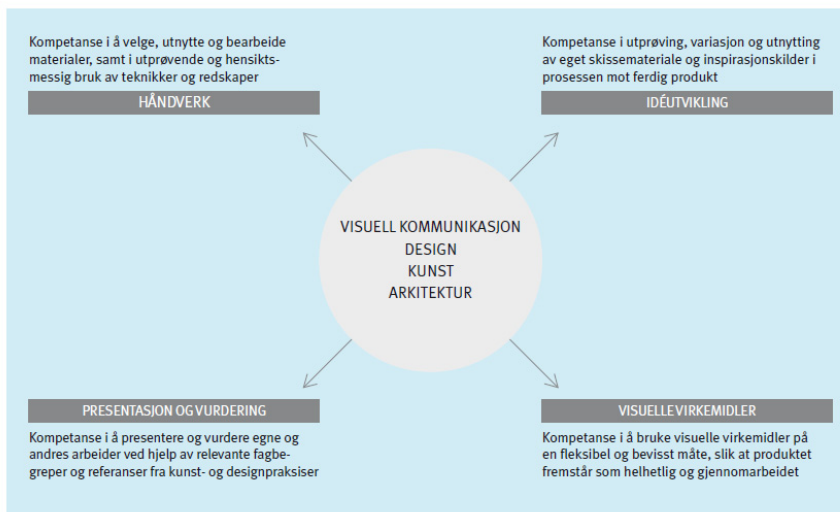 Kompetanse i å velge, utnytte og bearbeide
materialer, samt i utprøvende og hensikts-
messig bruk av teknikker og redskaper
HÅNDVERK
Kompetanse i utprøving, variasjon og utnytting
av eget skissemateriale og inspirasjonskilder i
prosessen mot ferdig produkt
IDÉUTVIKLING
VISUELL KOMMUNIKASJON
DESIGN
KUNST
ARKITEKTUR
PRESENTASJON OG VURDERING
Kompetanse i å presentere og vurdere egne og
andres arbeider ved hjelp av relevante fagbe-
greper og referanser fra kunst- og designpraksiser
VISUELLE VIRKEMIDLER
Kompetanse i å bruke visuelle virkemidler på
en fleksibel og bevisst måte, slik at produktet
fremstår som helhetlig og gjennomarbeidet